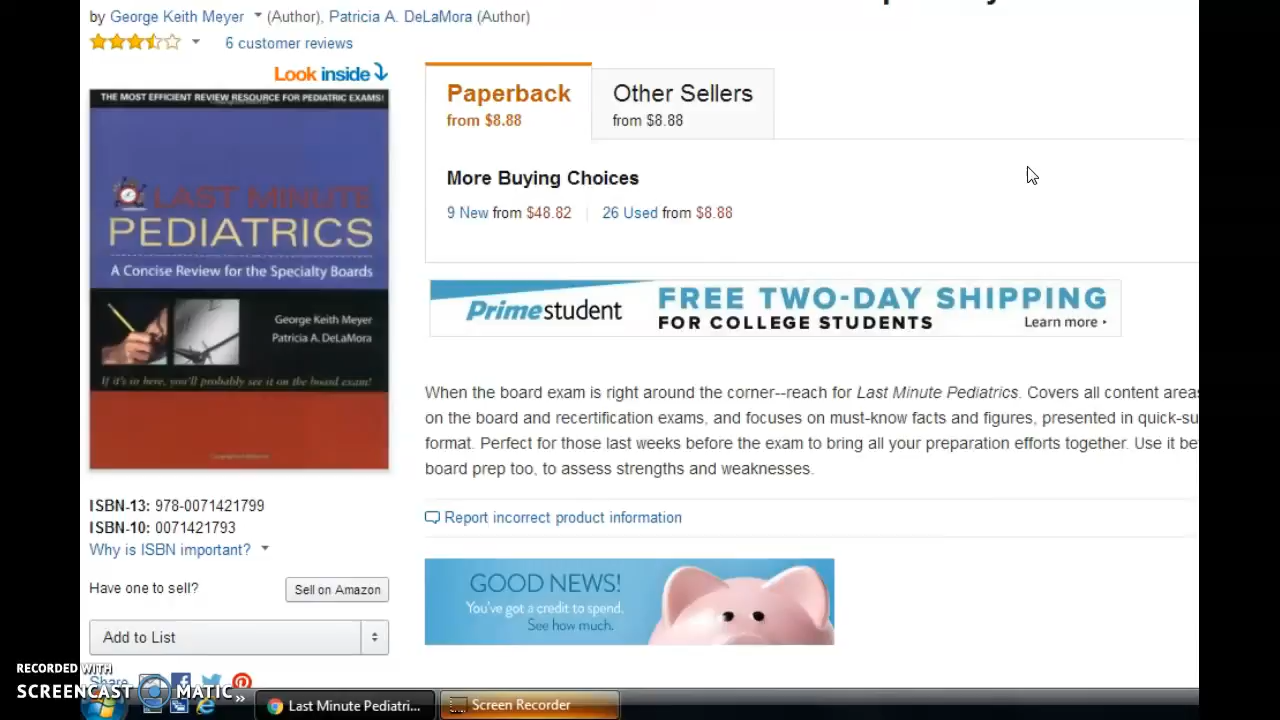 by George Keith Meyer (Author), Patricia A. DeLaMora (Author)
6 customer reviews
Look inside
THE MOST EFFICIENT REVIEW RESOURCE FOR PEDIATRIC EXAMS!
LAST MINUTE
PEDIATRICS
A Concise Review for the Specialty Boards
George Keith Meyer
Patricia A. DeLaMora
If it's in here, you'll probably see it on the board exam!
ISBN-13: 978-0071421799
ISBN-10: 0071421793
Why is ISBN important?
Have one to sell? Sell on Amazon
Add to List
Share
Paperback
from $8.88
Other Sellers
from $8.88
More Buying Choices
9 New from $48.82 | 26 Used from $8.88
Prime student
FREE TWO-DAY SHIPPING
FOR COLLEGE STUDENTS
Learn more
When the board exam is right around the corner--reach for Last Minute Pediatrics. Covers all content areas
on the board and recertification exams, and focuses on must-know facts and figures, presented in quick-su
format. Perfect for those last weeks before the exam to bring all your preparation efforts together. Use it be
board prep too, to assess strengths and weaknesses.
Report incorrect product information
GOOD NEWS!
You've got a credit to spend.
See how much.
RECORDED WITH
SCREENCAST MATIC
Last Minute Pediatri...
Screen Recorder